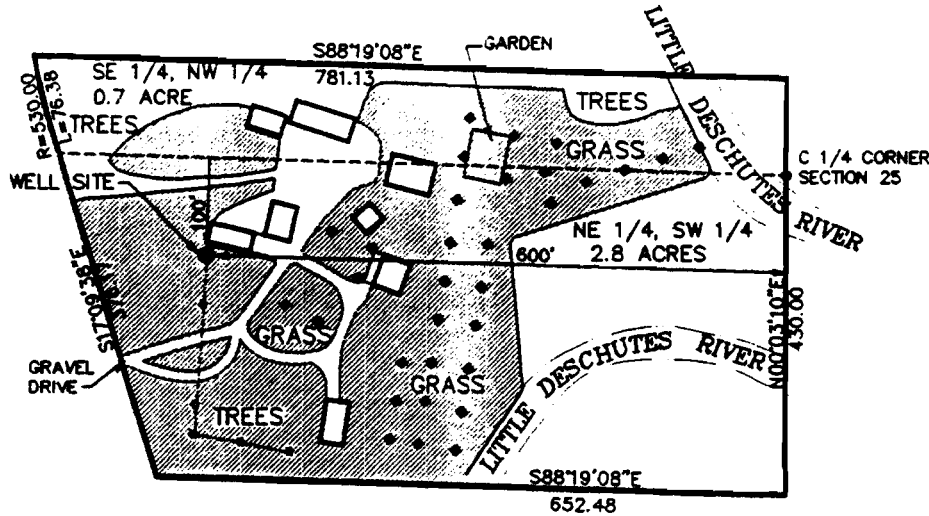 S88°19'08"E
781.13
GARDEN
LITTLE DESCHUTES RIVER
SE 1/4, NW 1/4
0.7 ACRE
TREES
R=530.00
L=76.38
TREES
GRASS
C 1/4 CORNER
SECTION 25
WELL SITE
100'
NE 1/4, SW 1/4
2.8 ACRES
600'
S17°09'38"E
N00°03'10"E
430.00
GRASS
GRAVEL
DRIVE
GRASS
LITTLE DESCHUTES RIVER
TREES
S88°19'08"E
652.48